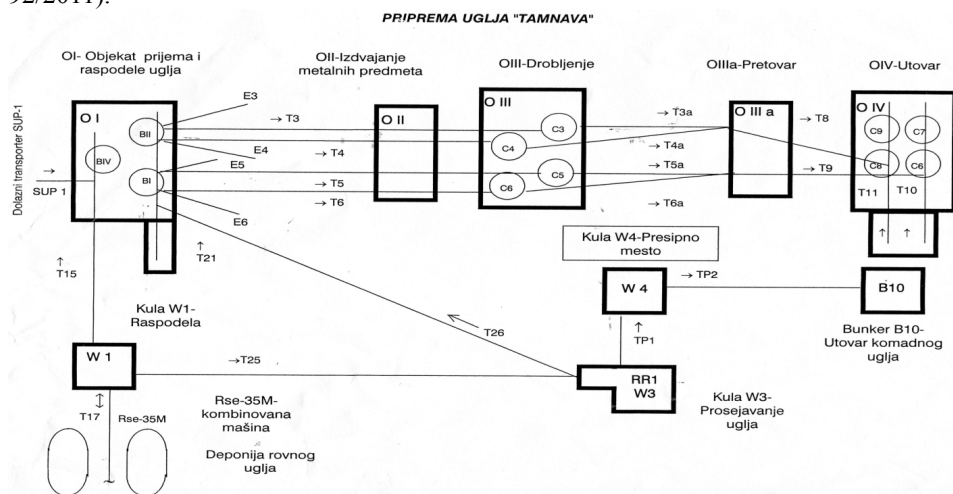 92/2011).
PRIPREMA UGLJA "TAMNAVA"
OI- Objekat prijema i
raspodele uglja
OII-Izdvajanje
metalnih predmeta
OIII-Drobljenje
OIIIa-Pretovar
OIV-Utovar
Dolazni transporter SUP-1
O I
BII
BIV
BI
→
SUP 1
E3
→ T3
E4
→ T4
E5
→ T5
→ T6
E6
O II
O III
C3
C4
C5
C6
→ T3a
→ T4a
→ T5a
→ T6a
O III a
→ T8
→ T9
O IV
C9
C7
C8
C6
T11
T10
↑
↑
↑
T15
↑
T21
Kula W4-Presipno
mesto
W 4
→ TP2
B10
Bunker B10-
Utovar komadnog
uglja
↑
TP1
T26
Kula W1-
Raspodela
W 1
→T25
RR1
W3
Kula W3-
Prosejavanje
uglja
↕
T17
Rse-35M
Rse-35M-
kombinovana
mašina
Deponija rovnog
uglja